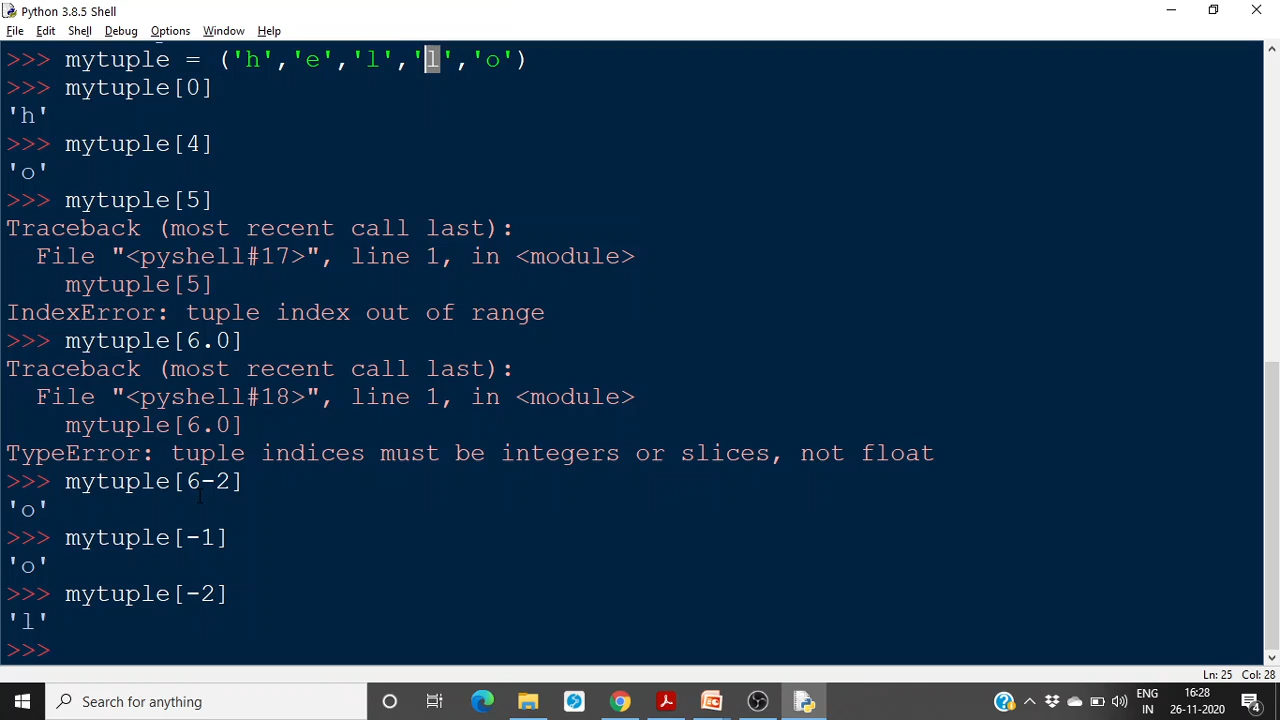 Python 3.8.5 Shell
File Edit Shell Debug Options Window Help
>>> mytuple = ('h','e','l','l','o')
>>> mytuple[0]
'h'
>>> mytuple[4]
'o'
>>> mytuple[5]
Traceback (most recent call last):
  File "<pyshell#17>", line 1, in <module>
    mytuple[5]
IndexError: tuple index out of range
>>> mytuple[6.0]
Traceback (most recent call last):
  File "<pyshell#18>", line 1, in <module>
    mytuple[6.0]
TypeError: tuple indices must be integers or slices, not float
>>> mytuple[6-2]
'o'
>>> mytuple[-1]
'o'
>>> mytuple[-2]
'l'
>>>
Ln: 25 Col: 28
Search for anything
ENG 16:28
IN 26-11-2020 4